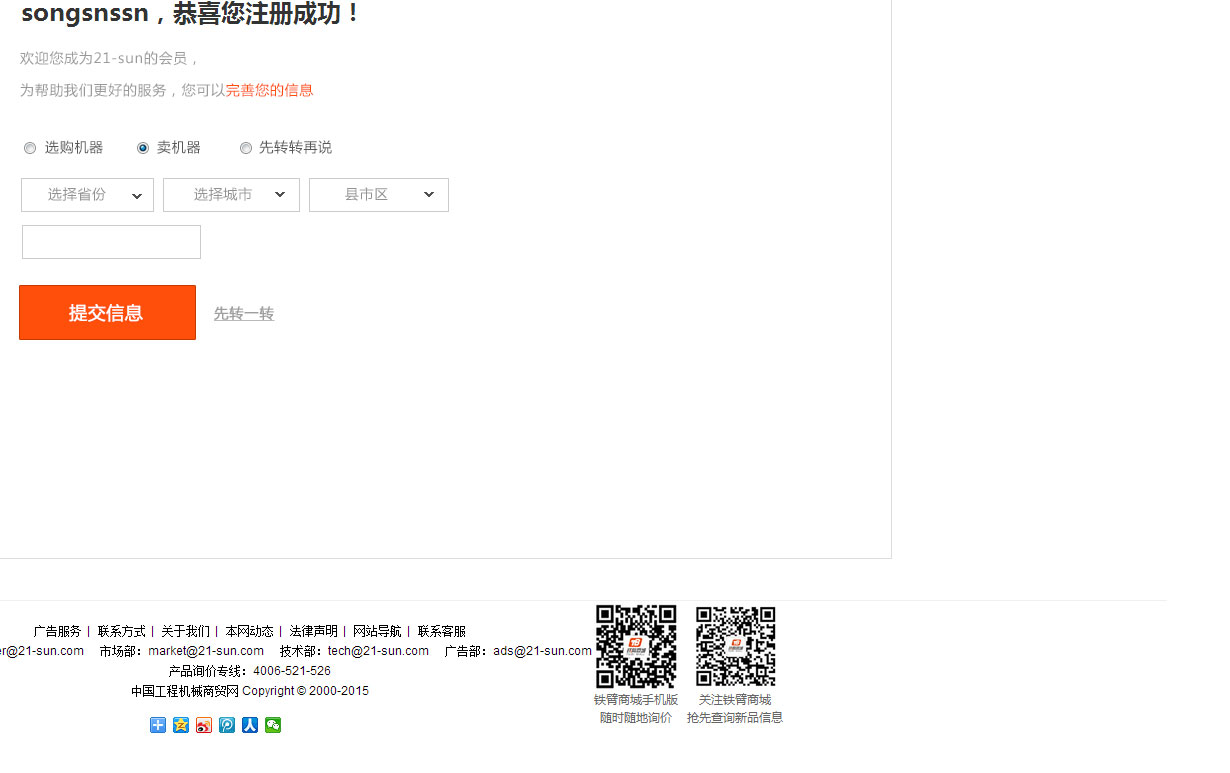 songsnssn，恭喜您注册成功！
欢迎您成为21-sun的会员，
为帮助我们更好的服务，您可以完善您的信息
选购机器 卖机器 先转转再说
选择省份 选择城市 县市区
提交信息 先转一转
广告服务 | 联系方式 | 关于我们 | 本网动态 | 法律声明 | 网站导航 | 联系客服
er@21-sun.com 市场部：market@21-sun.com 技术部：tech@21-sun.com 广告部：ads@21-sun.com
产品询价专线：4006-521-526
中国工程机械商贸网 Copyright © 2000-2015
铁臂商城手机版 关注铁臂商城
随时随地询价 抢先查询新品信息